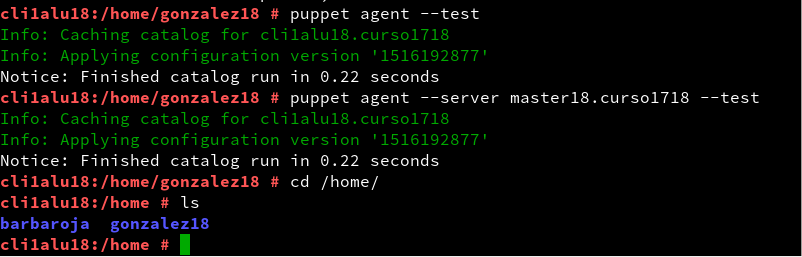 cli1alu18:/home/gonzalez18 # puppet agent --test
Info: Caching catalog for cli1alu18.curso1718
Info: Applying configuration version '1516192877'
Notice: Finished catalog run in 0.22 seconds
cli1alu18:/home/gonzalez18 # puppet agent --server master18.curso1718 --test
Info: Caching catalog for cli1alu18.curso1718
Info: Applying configuration version '1516192877'
Notice: Finished catalog run in 0.22 seconds
cli1alu18:/home/gonzalez18 # cd /home/
cli1alu18:/home # ls
barbaroja  gonzalez18
cli1alu18:/home #